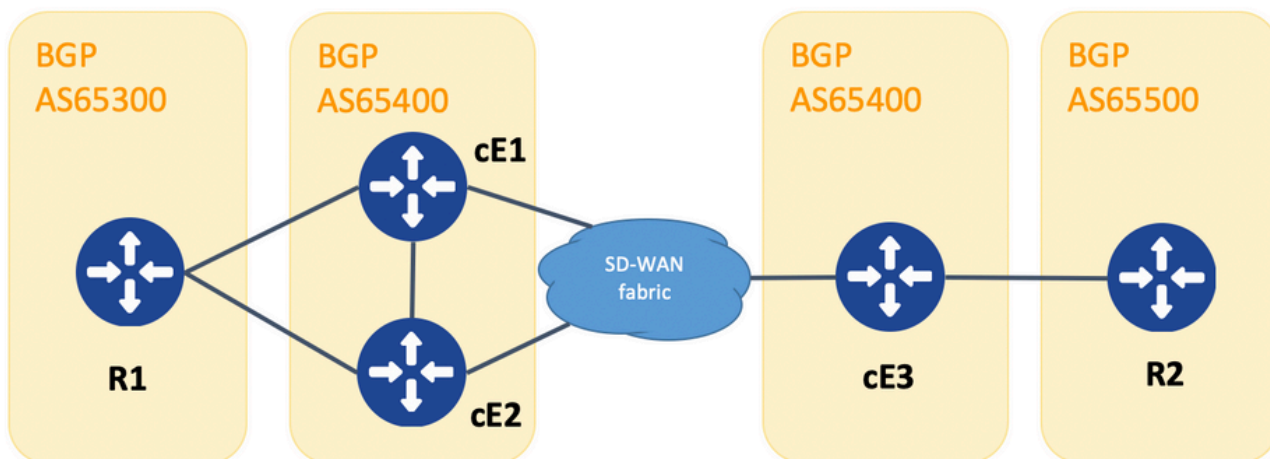 BGP
AS65300
BGP
AS65400
BGP
AS65400
BGP
AS65500
cE1
SD-WAN
fabric
R1
cE2
cE3
R2